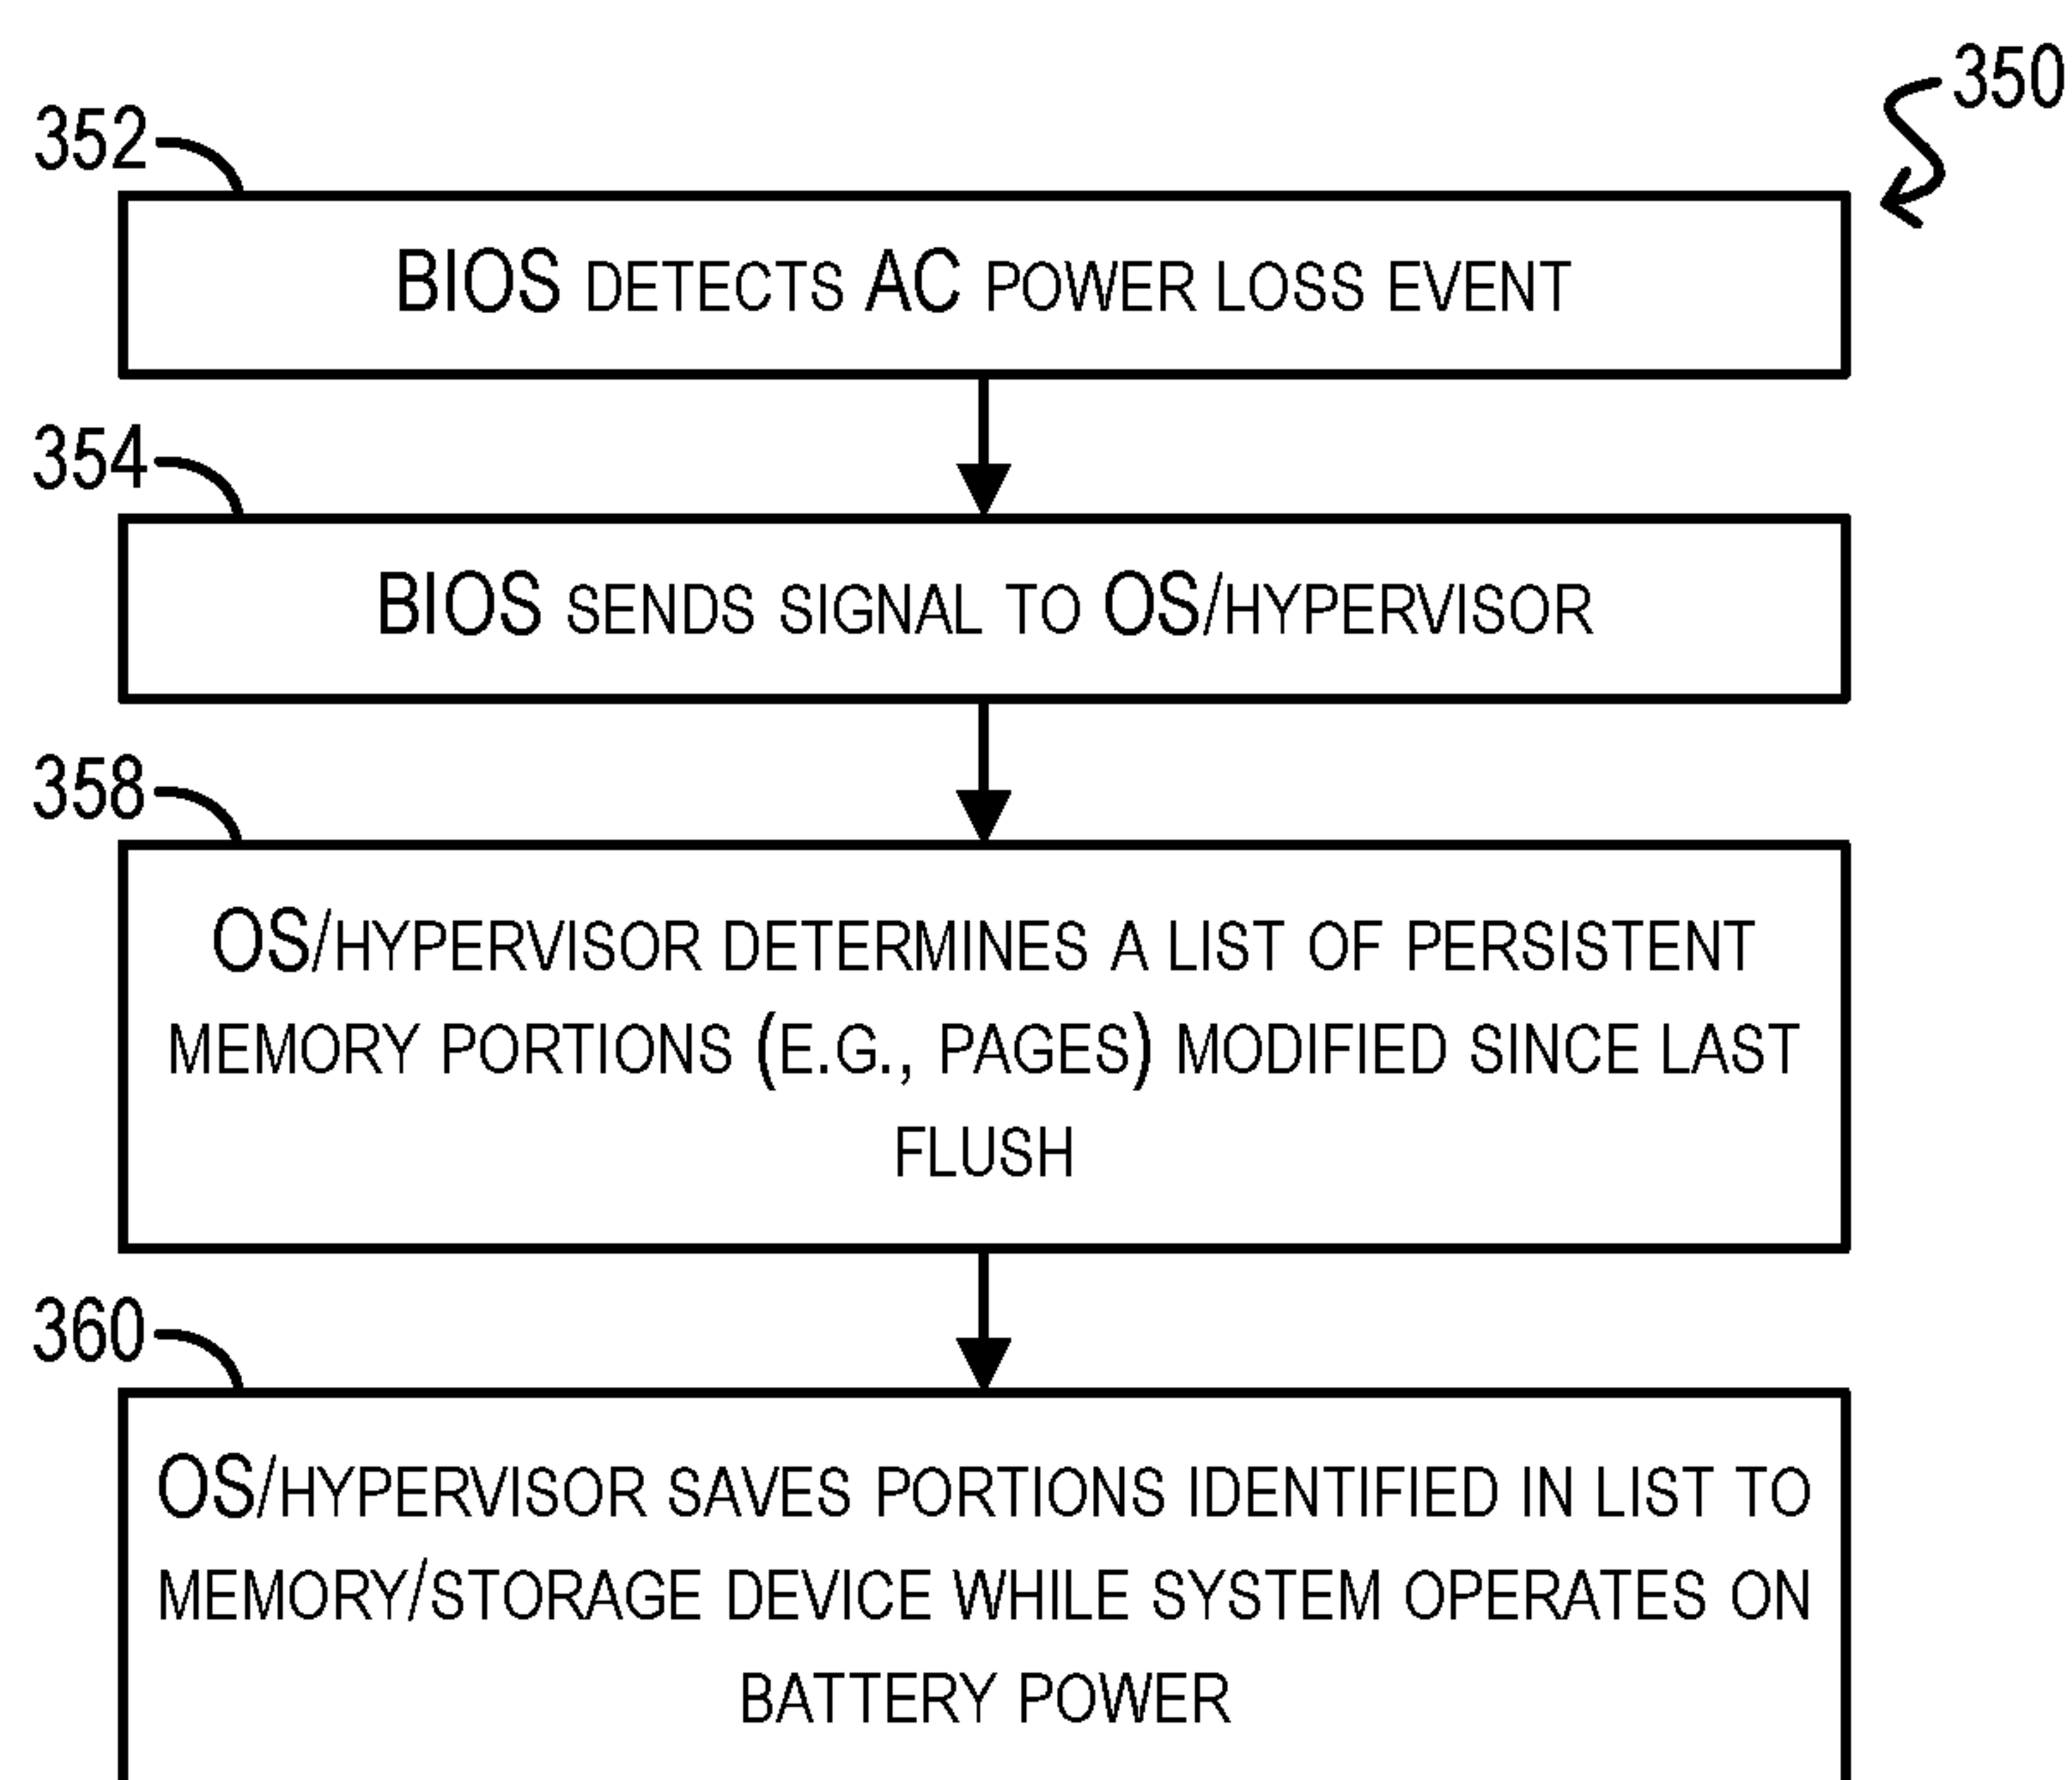 350
352
BIOS DETECTS AC POWER LOSS EVENT
354
BIOS SENDS SIGNAL TO OS/HYPERVISOR
358
OS/HYPERVISOR DETERMINES A LIST OF PERSISTENT
MEMORY PORTIONS (E.G., PAGES) MODIFIED SINCE LAST
FLUSH
360
OS/HYPERVISOR SAVES PORTIONS IDENTIFIED IN LIST TO
MEMORY/STORAGE DEVICE WHILE SYSTEM OPERATES ON
BATTERY POWER